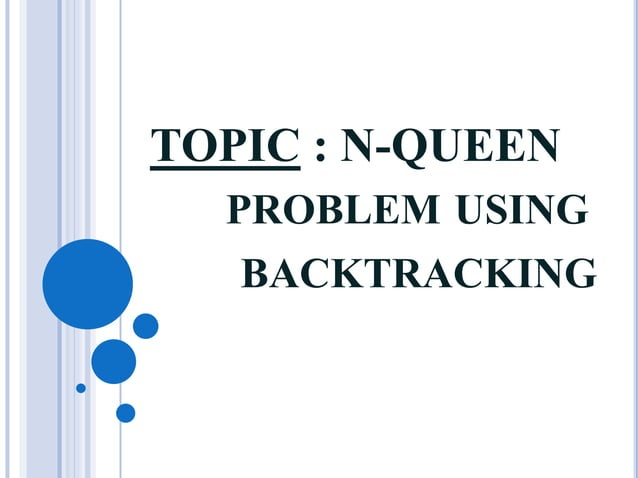 TOPIC : N-QUEEN
PROBLEM USING
BACKTRACKING